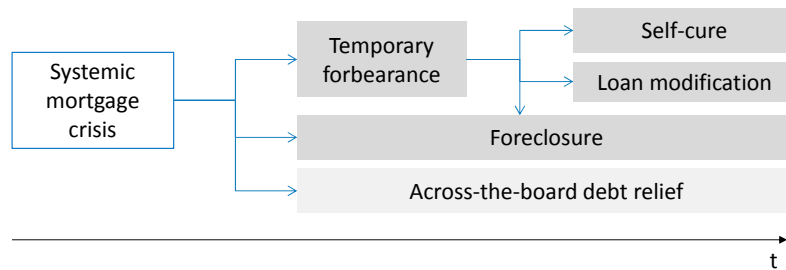 Systemic
mortgage
crisis
Temporary
forbearance
Self-cure
Loan modification
Foreclosure
Across-the-board debt relief
t